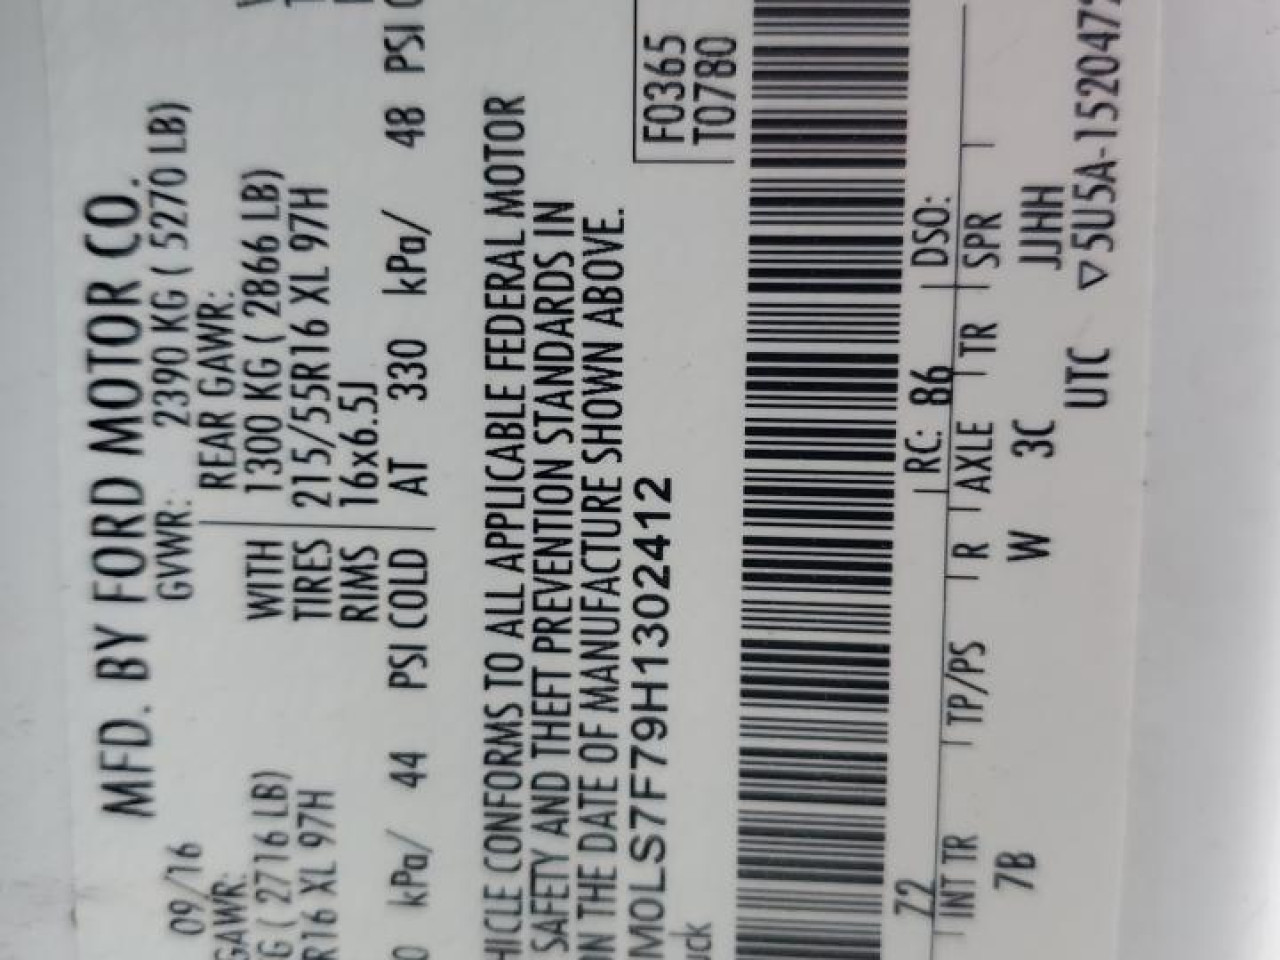 MFD. BY FORD MOTOR CO.
09/16 GVWR: 2390 KG ( 5270 LB)
GAWR: REAR GAWR:
G ( 2716 LB) WITH 1300 KG ( 2866 LB)
R16 XL 97H TIRES 215/55R16 XL 97H
RIMS 16x6.5J
0 kPa/ 44 PSI COLD AT 330 kPa/ 48 PSI
HICLE CONFORMS TO ALL APPLICABLE FEDERAL MOTOR
SAFETY AND THEFT PREVENTION STANDARDS IN
ON THE DATE OF MANUFACTURE SHOWN ABOVE.
M0LS7F79H1302412
F0365
T0780
uck
72 RC: 86 DSO:
INT TR TP/PS R AXLE TR SPR
7B W 3C JJHH
UTC ▽5U5A-1520472